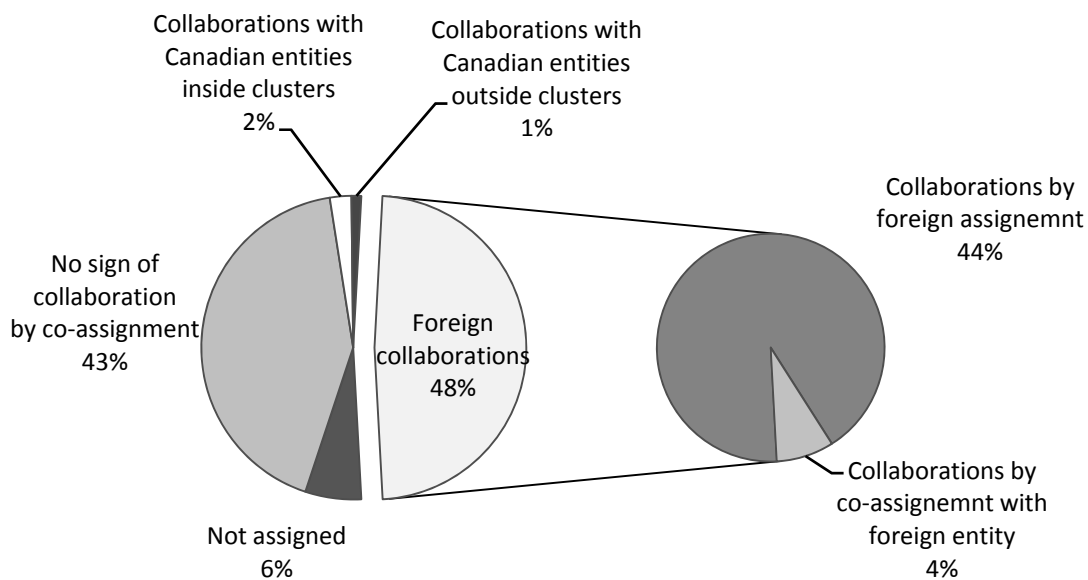 Collaborations with
Canadian entities
inside clusters
2%
Collaborations with
Canadian entities
outside clusters
1%
Collaborations by
foreign assignemnt
44%
No sign of
collaboration
by co-assignment
43%
Foreign
collaborations
48%
Collaborations by
co-assignemnt with
foreign entity
4%
Not assigned
6%